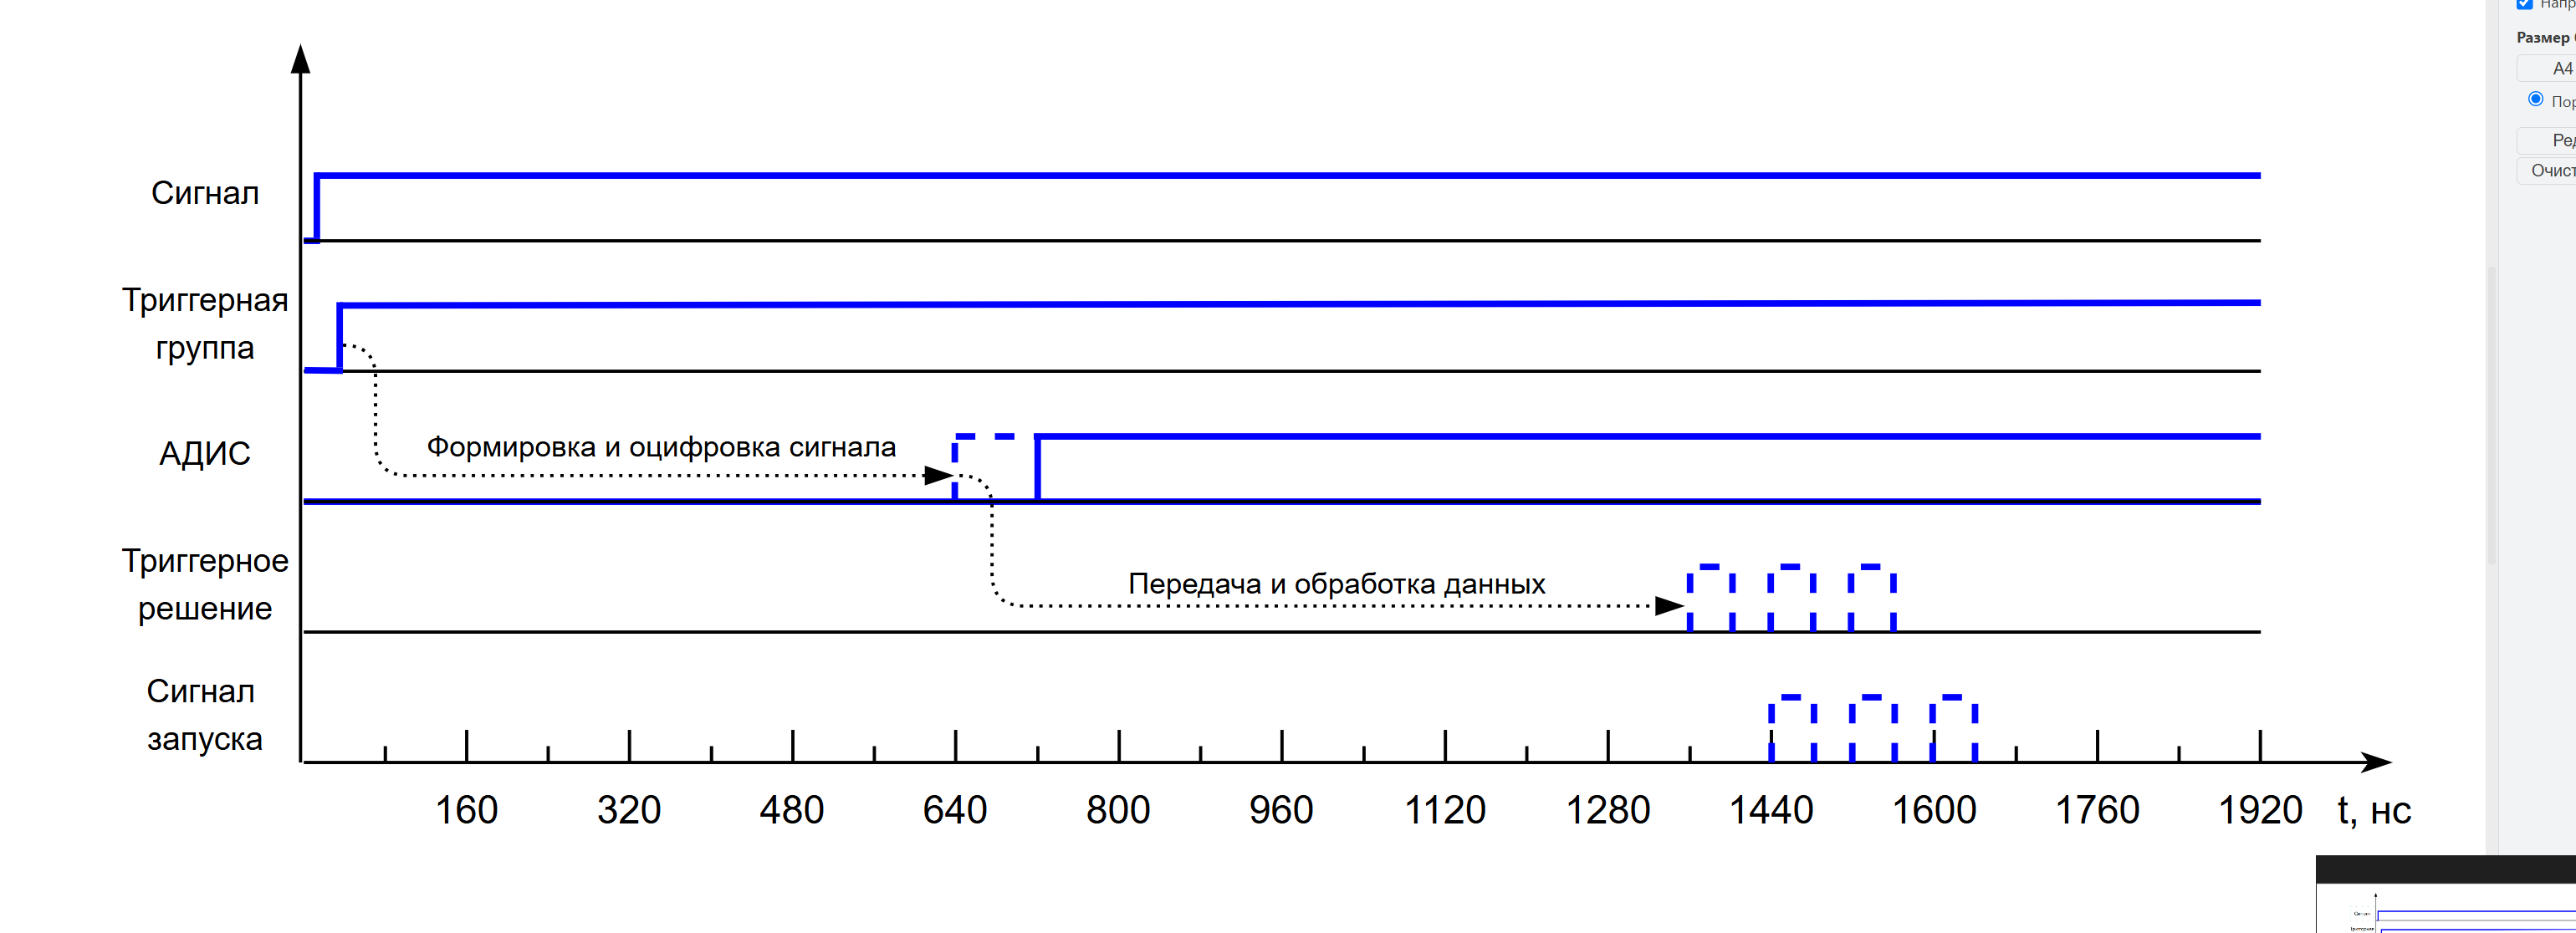 Размер
A4
Сигнал
Триггерная
группа
АДИС
Формировка и оцифровка сигнала
Триггерное
решение
Передача и обработка данных
Сигнал
запуска
160 320 480 640 800 960 1120 1280 1440 1600 1760 1920 t, нс